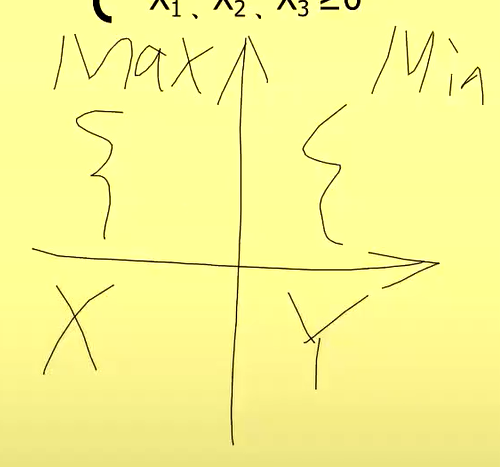 { X₁、X₂、X₃ ≥0
Max Min
{ {
X Y